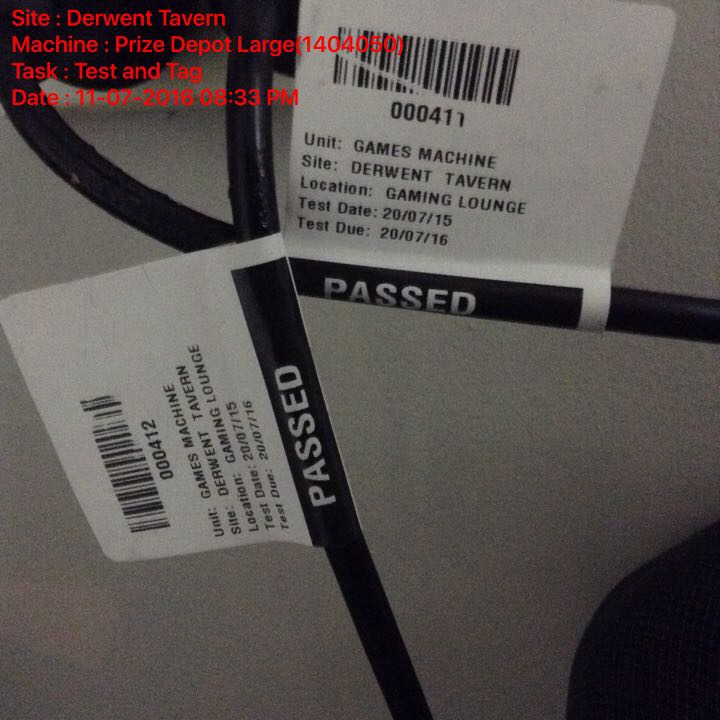 Site : Derwent Tavern
Machine : Prize Depot Large(1404050)
Task : Test and Tag
Date : 11-07-2016 08:33 PM
000411
Unit: GAMES MACHINE
Site: DERWENT TAVERN
Location: GAMING LOUNGE
Test Date: 20/07/15
Test Due: 20/07/16
PASSED
000412
Unit: GAMES MACHINE
Site: DERWENT TAVERN
Location: GAMING LOUNGE
Test Date: 20/07/15
Test Due: 20/07/16
PASSED